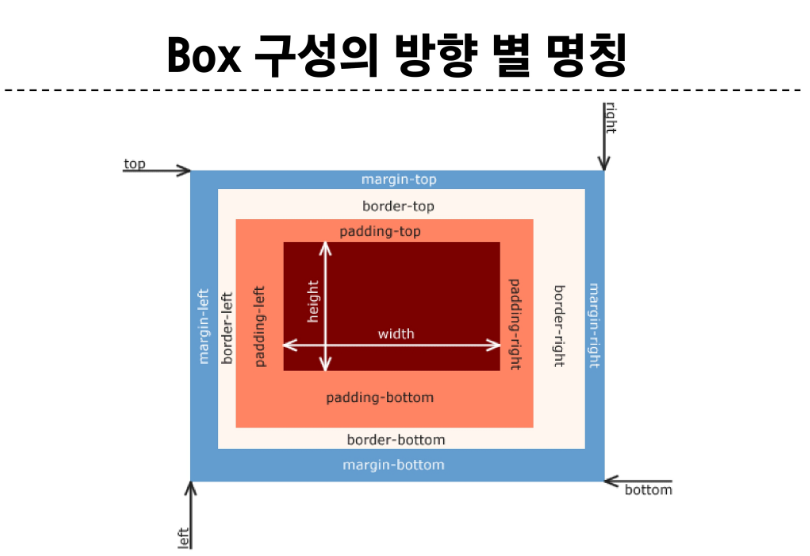 Box 구성의 방향 별 명칭
right
top
margin-top
border-top
padding-top
margin-left
border-left
padding-left
height
width
padding-right
border-right
margin-right
padding-bottom
border-bottom
margin-bottom
bottom
left